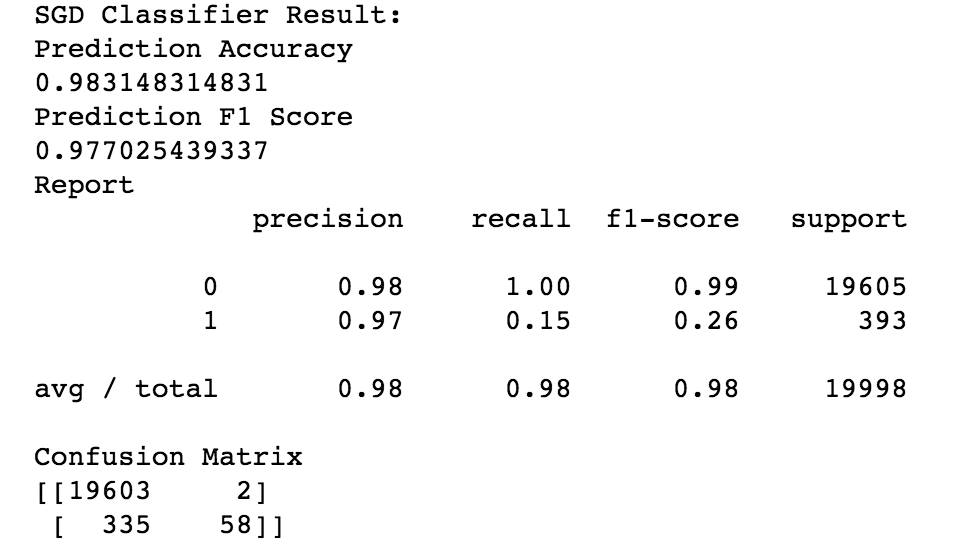 SGD Classifier Result:
Prediction Accuracy
0.983148314831
Prediction F1 Score
0.977025439337
Report
precision recall f1-score support
0 0.98 1.00 0.99 19605
1 0.97 0.15 0.26 393
avg / total 0.98 0.98 0.98 19998
Confusion Matrix
[[19603 2]
[ 335 58]]